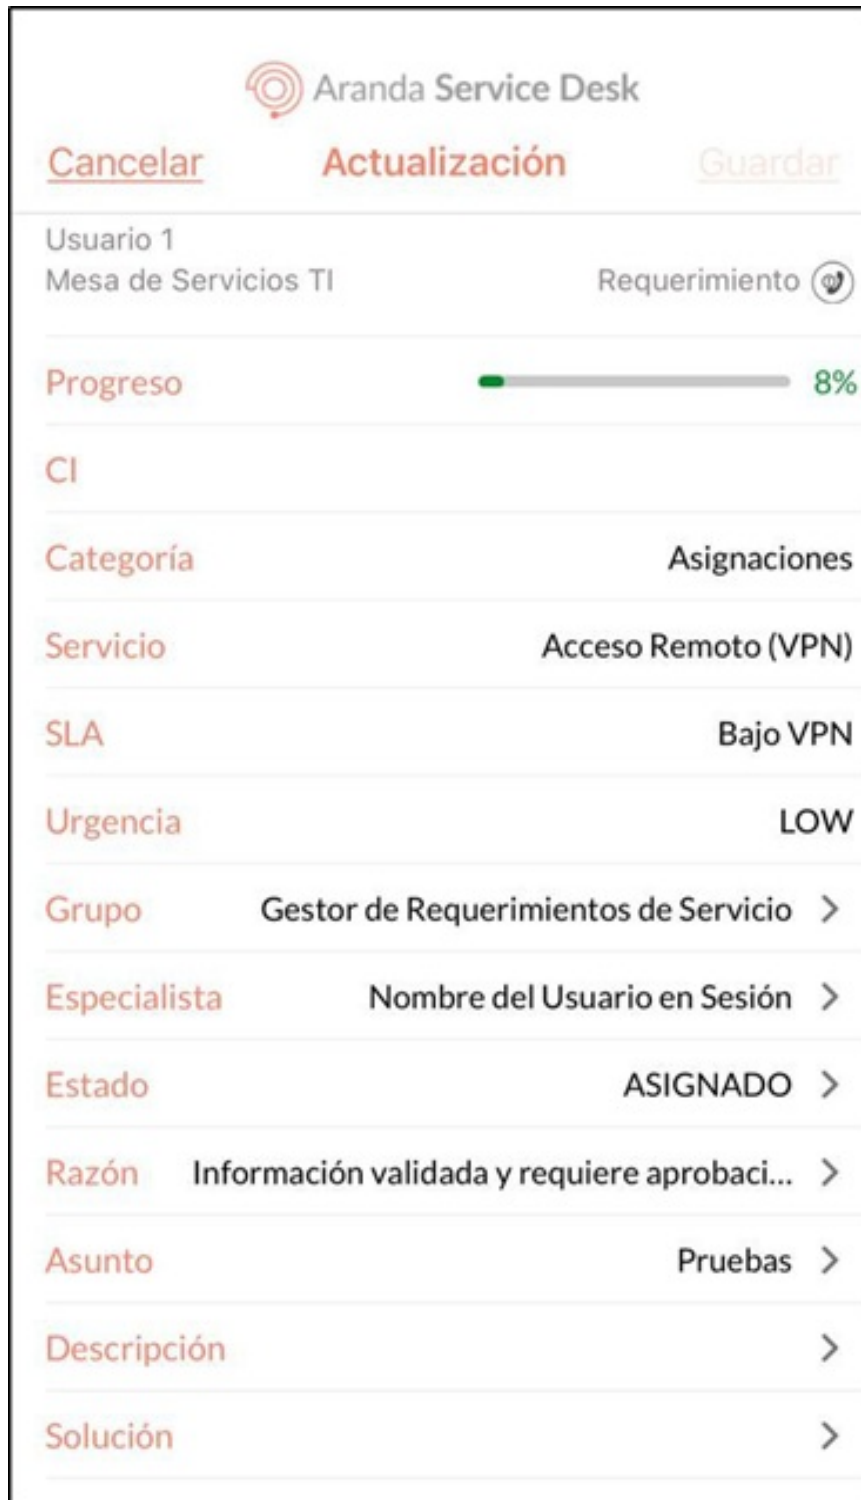 Aranda Service Desk
Cancelar Actualización Guardar
Usuario 1
Mesa de Servicios TI Requerimiento
Progreso 8%
CI
Categoría Asignaciones
Servicio Acceso Remoto (VPN)
SLA Bajo VPN
Urgencia LOW
Grupo Gestor de Requerimientos de Servicio
Especialista Nombre del Usuario en Sesión
Estado ASIGNADO
Razón Información validada y requiere aprobaci...
Asunto Pruebas
Descripción
Solución